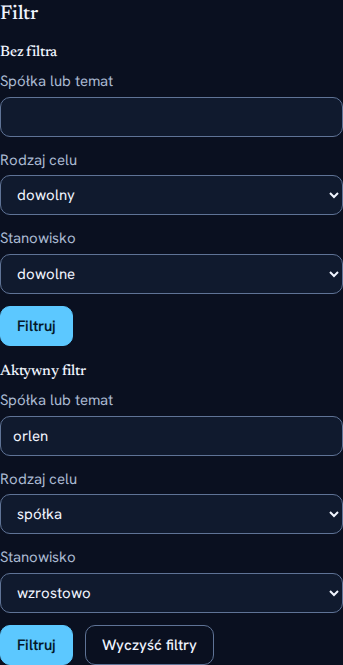 Filtr
Bez filtra
Spółka lub temat
Rodzaj celu
dowolny
Stanowisko
dowolne
Filtruj
Aktywny filtr
Spółka lub temat
orlen
Rodzaj celu
spółka
Stanowisko
wzrostowo
Filtruj Wyczyść filtry